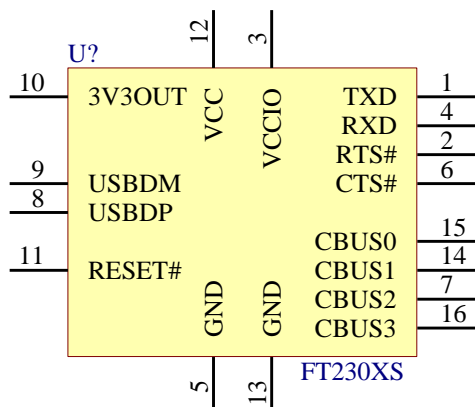 12
3
U?
10
3V3OUT
VCC
VCCIO
TXD
1
RXD
4
RTS#
2
9
USBDM
CTS#
6
8
USBDP
CBUS0
15
11
RESET#
CBUS1
14
GND
GND
CBUS2
7
CBUS3
16
5
13
FT230XS